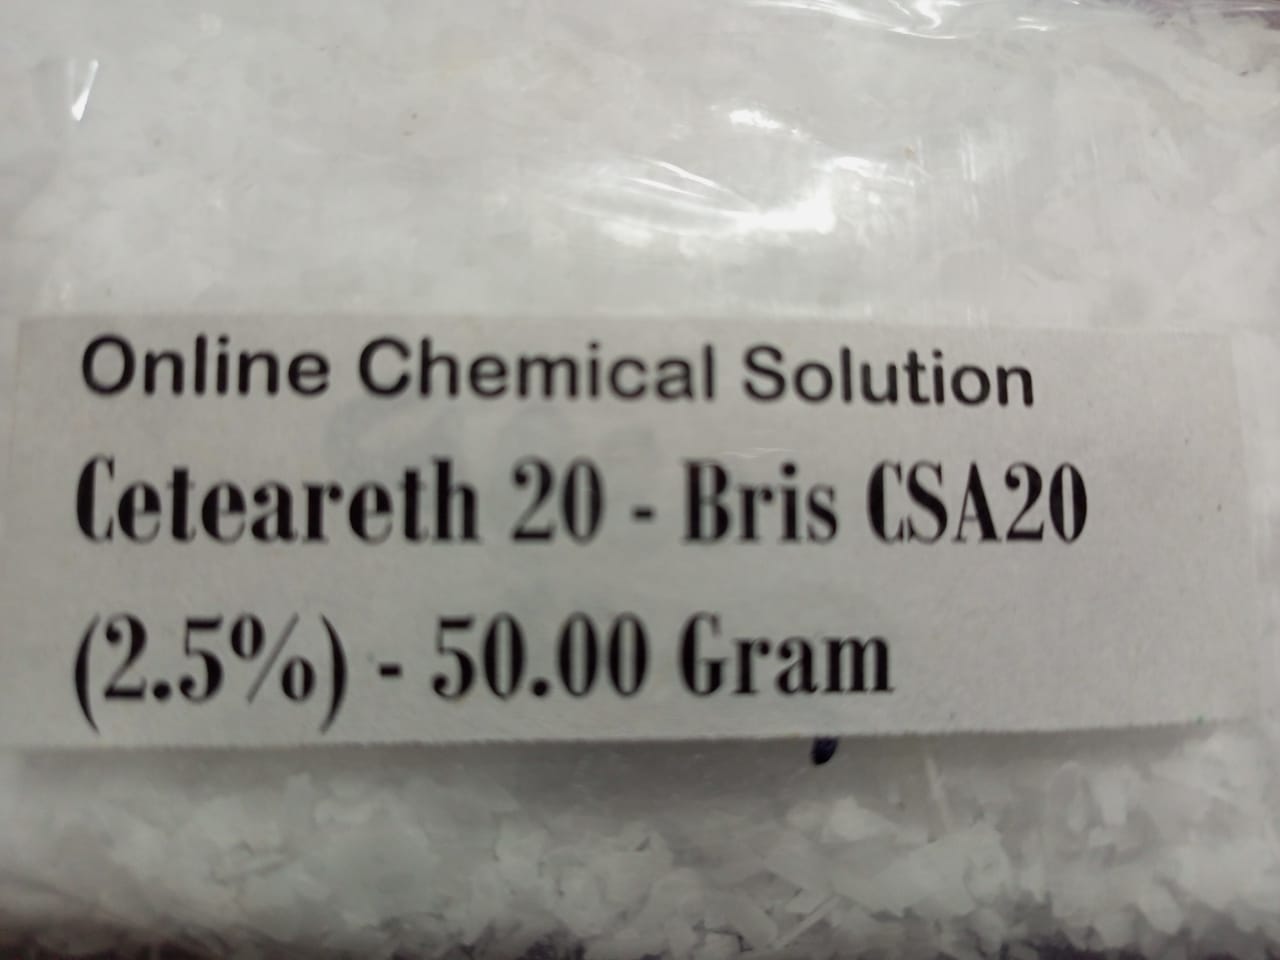 Online Chemical Solution
Ceteareth 20 - Bris CSA20
(2.5%) - 50.00 Gram